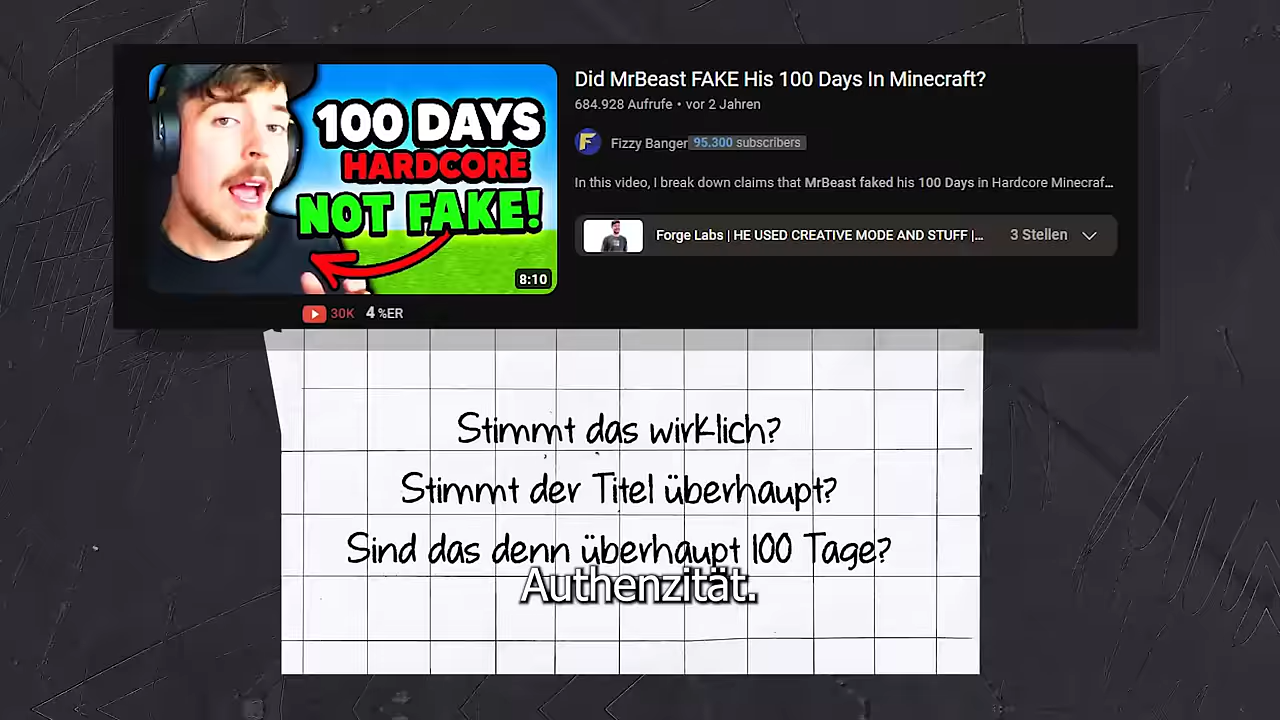 100 DAYS
HARDCORE
NOT FAKE!
8:10
30K 4 %ER
Did MrBeast FAKE His 100 Days In Minecraft?
684.928 Aufrufe • vor 2 Jahren
Fizzy Banger 95.300 subscribers
In this video, I break down claims that MrBeast faked his 100 Days in Hardcore Minecraf...
Forge Labs | HE USED CREATIVE MODE AND STUFF |... 3 Stellen
Stimmt das wirklich?
Stimmt der Titel überhaupt?
Sind das denn überhaupt 100 Tage?
Authenzität.